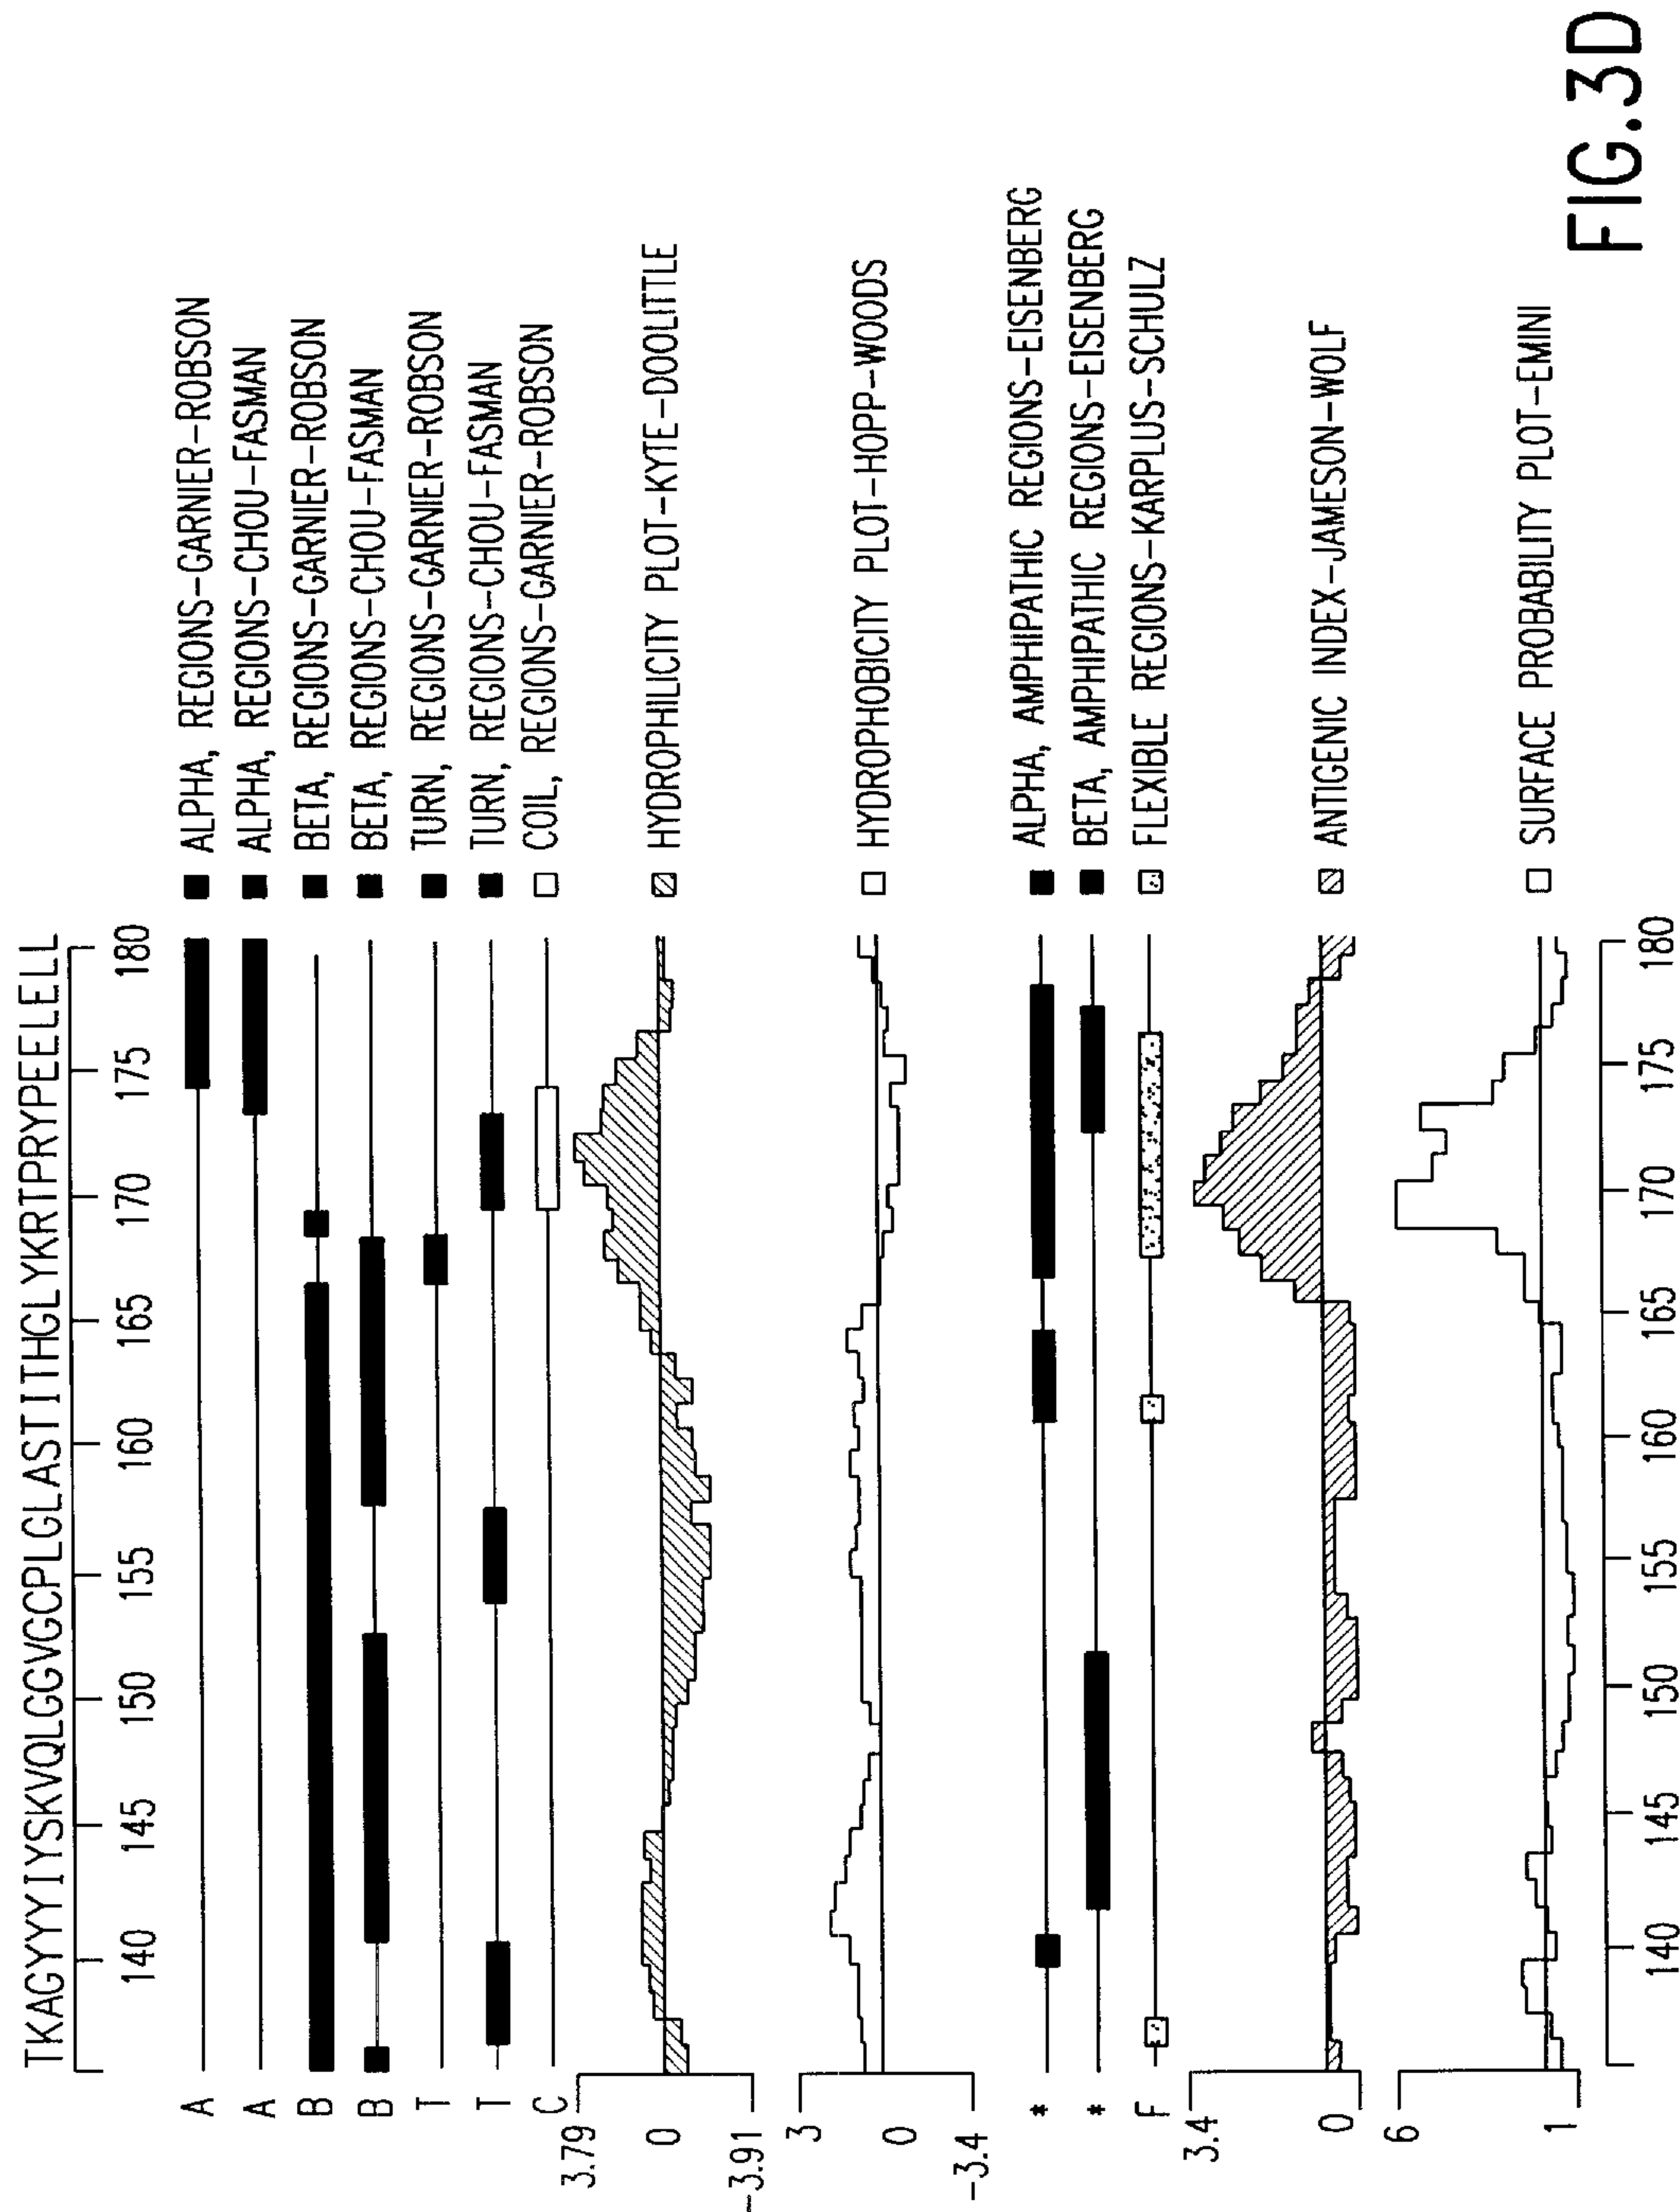 TKAGYYYIYSKVQLGGVGCPLGLASTITHGLYKRTPRYPEELELL
140 145 150 155 160 165 170 175 180
A ALPHA, REGIONS-GARNIER-ROBSON
A ALPHA, REGIONS-CHOU-FASMAN
B BETA, REGIONS-GARNIER-ROBSON
B BETA, REGIONS-CHOU-FASMAN
T TURN, REGIONS-GARNIER-ROBSON
T TURN, REGIONS-CHOU-FASMAN
C COIL, REGIONS-GARNIER-ROBSON
3.79
0 HYDROPHILICITY PLOT-KYTE-DOOLITTLE
-3.91
3
0 HYDROPHOBICITY PLOT-HOPP-WOODS
-3.4
* ALPHA, AMPHIPATHIC REGIONS-EISENBERG
* BETA, AMPHIPATHIC REGIONS-EISENBERG
F FLEXIBLE REGIONS-KARPLUS-SCHULZ
3.4
0 ANTIGENIC INDEX-JAMESON-WOLF
6
1 SURFACE PROBABILITY PLOT-EMINI
140 145 150 155 160 165 170 175 180
FIG.3D